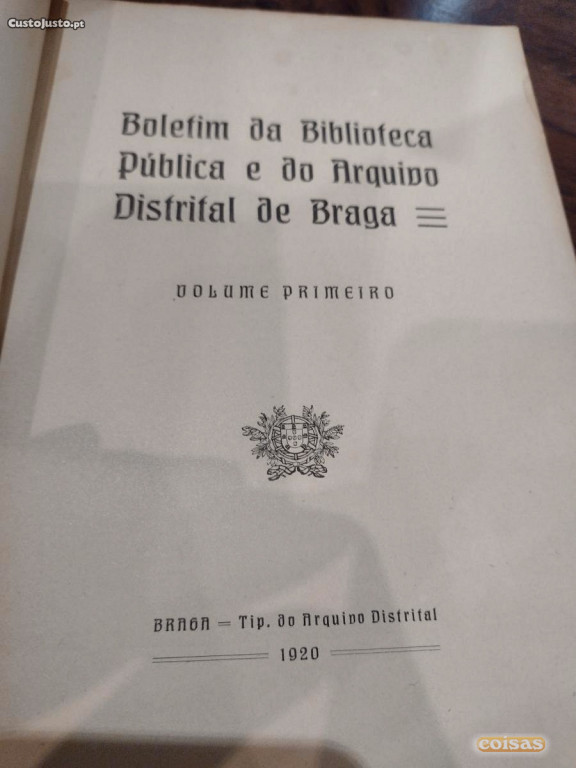 CustoJusto.pt
Boletim da Biblioteca
Pública e do Arquivo
Distrital de Braga
VOLUME PRIMEIRO
BRAGA = Tip. do Arquivo Distrital
1920
coisas